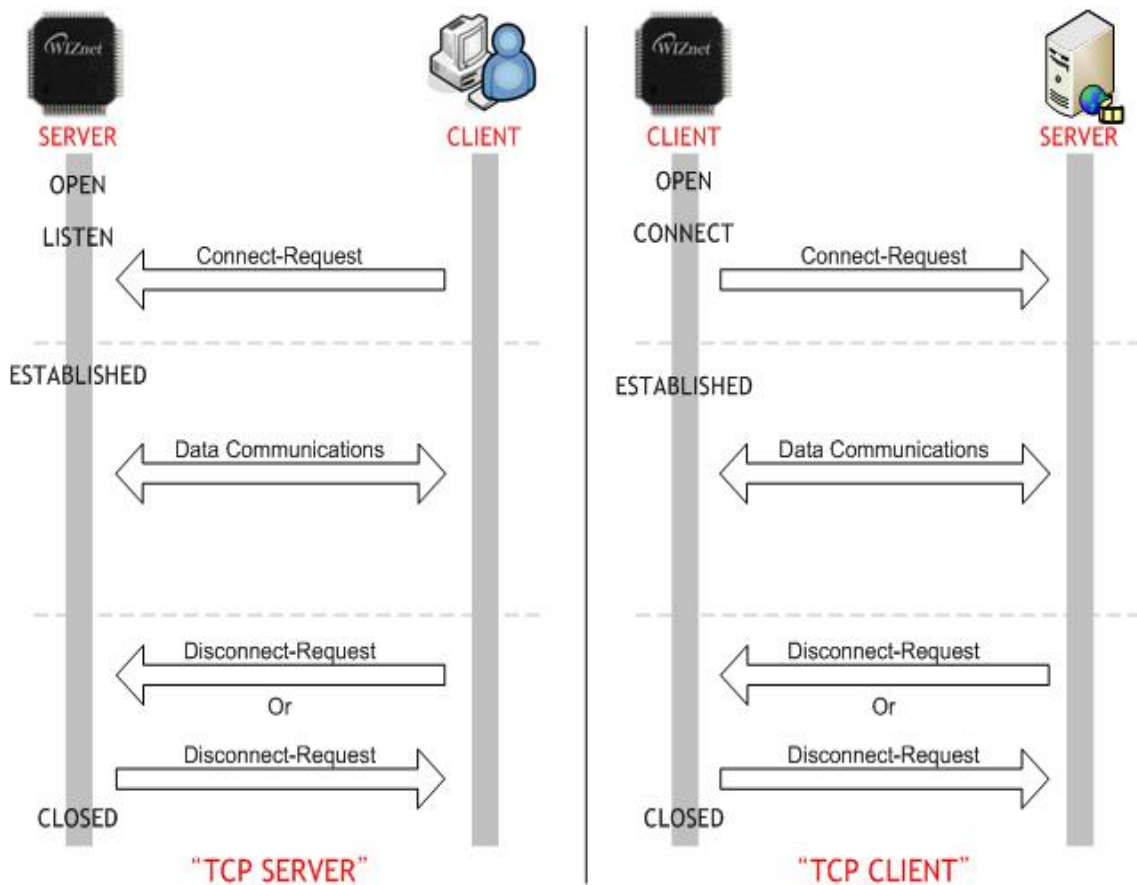 WIZnet
SERVER
CLIENT
OPEN
LISTEN
Connect-Request
ESTABLISHED
Data Communications
Disconnect-Request
Or
Disconnect-Request
CLOSED
“TCP SERVER”
WIZnet
CLIENT
SERVER
OPEN
CONNECT
Connect-Request
ESTABLISHED
Data Communications
Disconnect-Request
Or
Disconnect-Request
CLOSED
“TCP CLIENT”